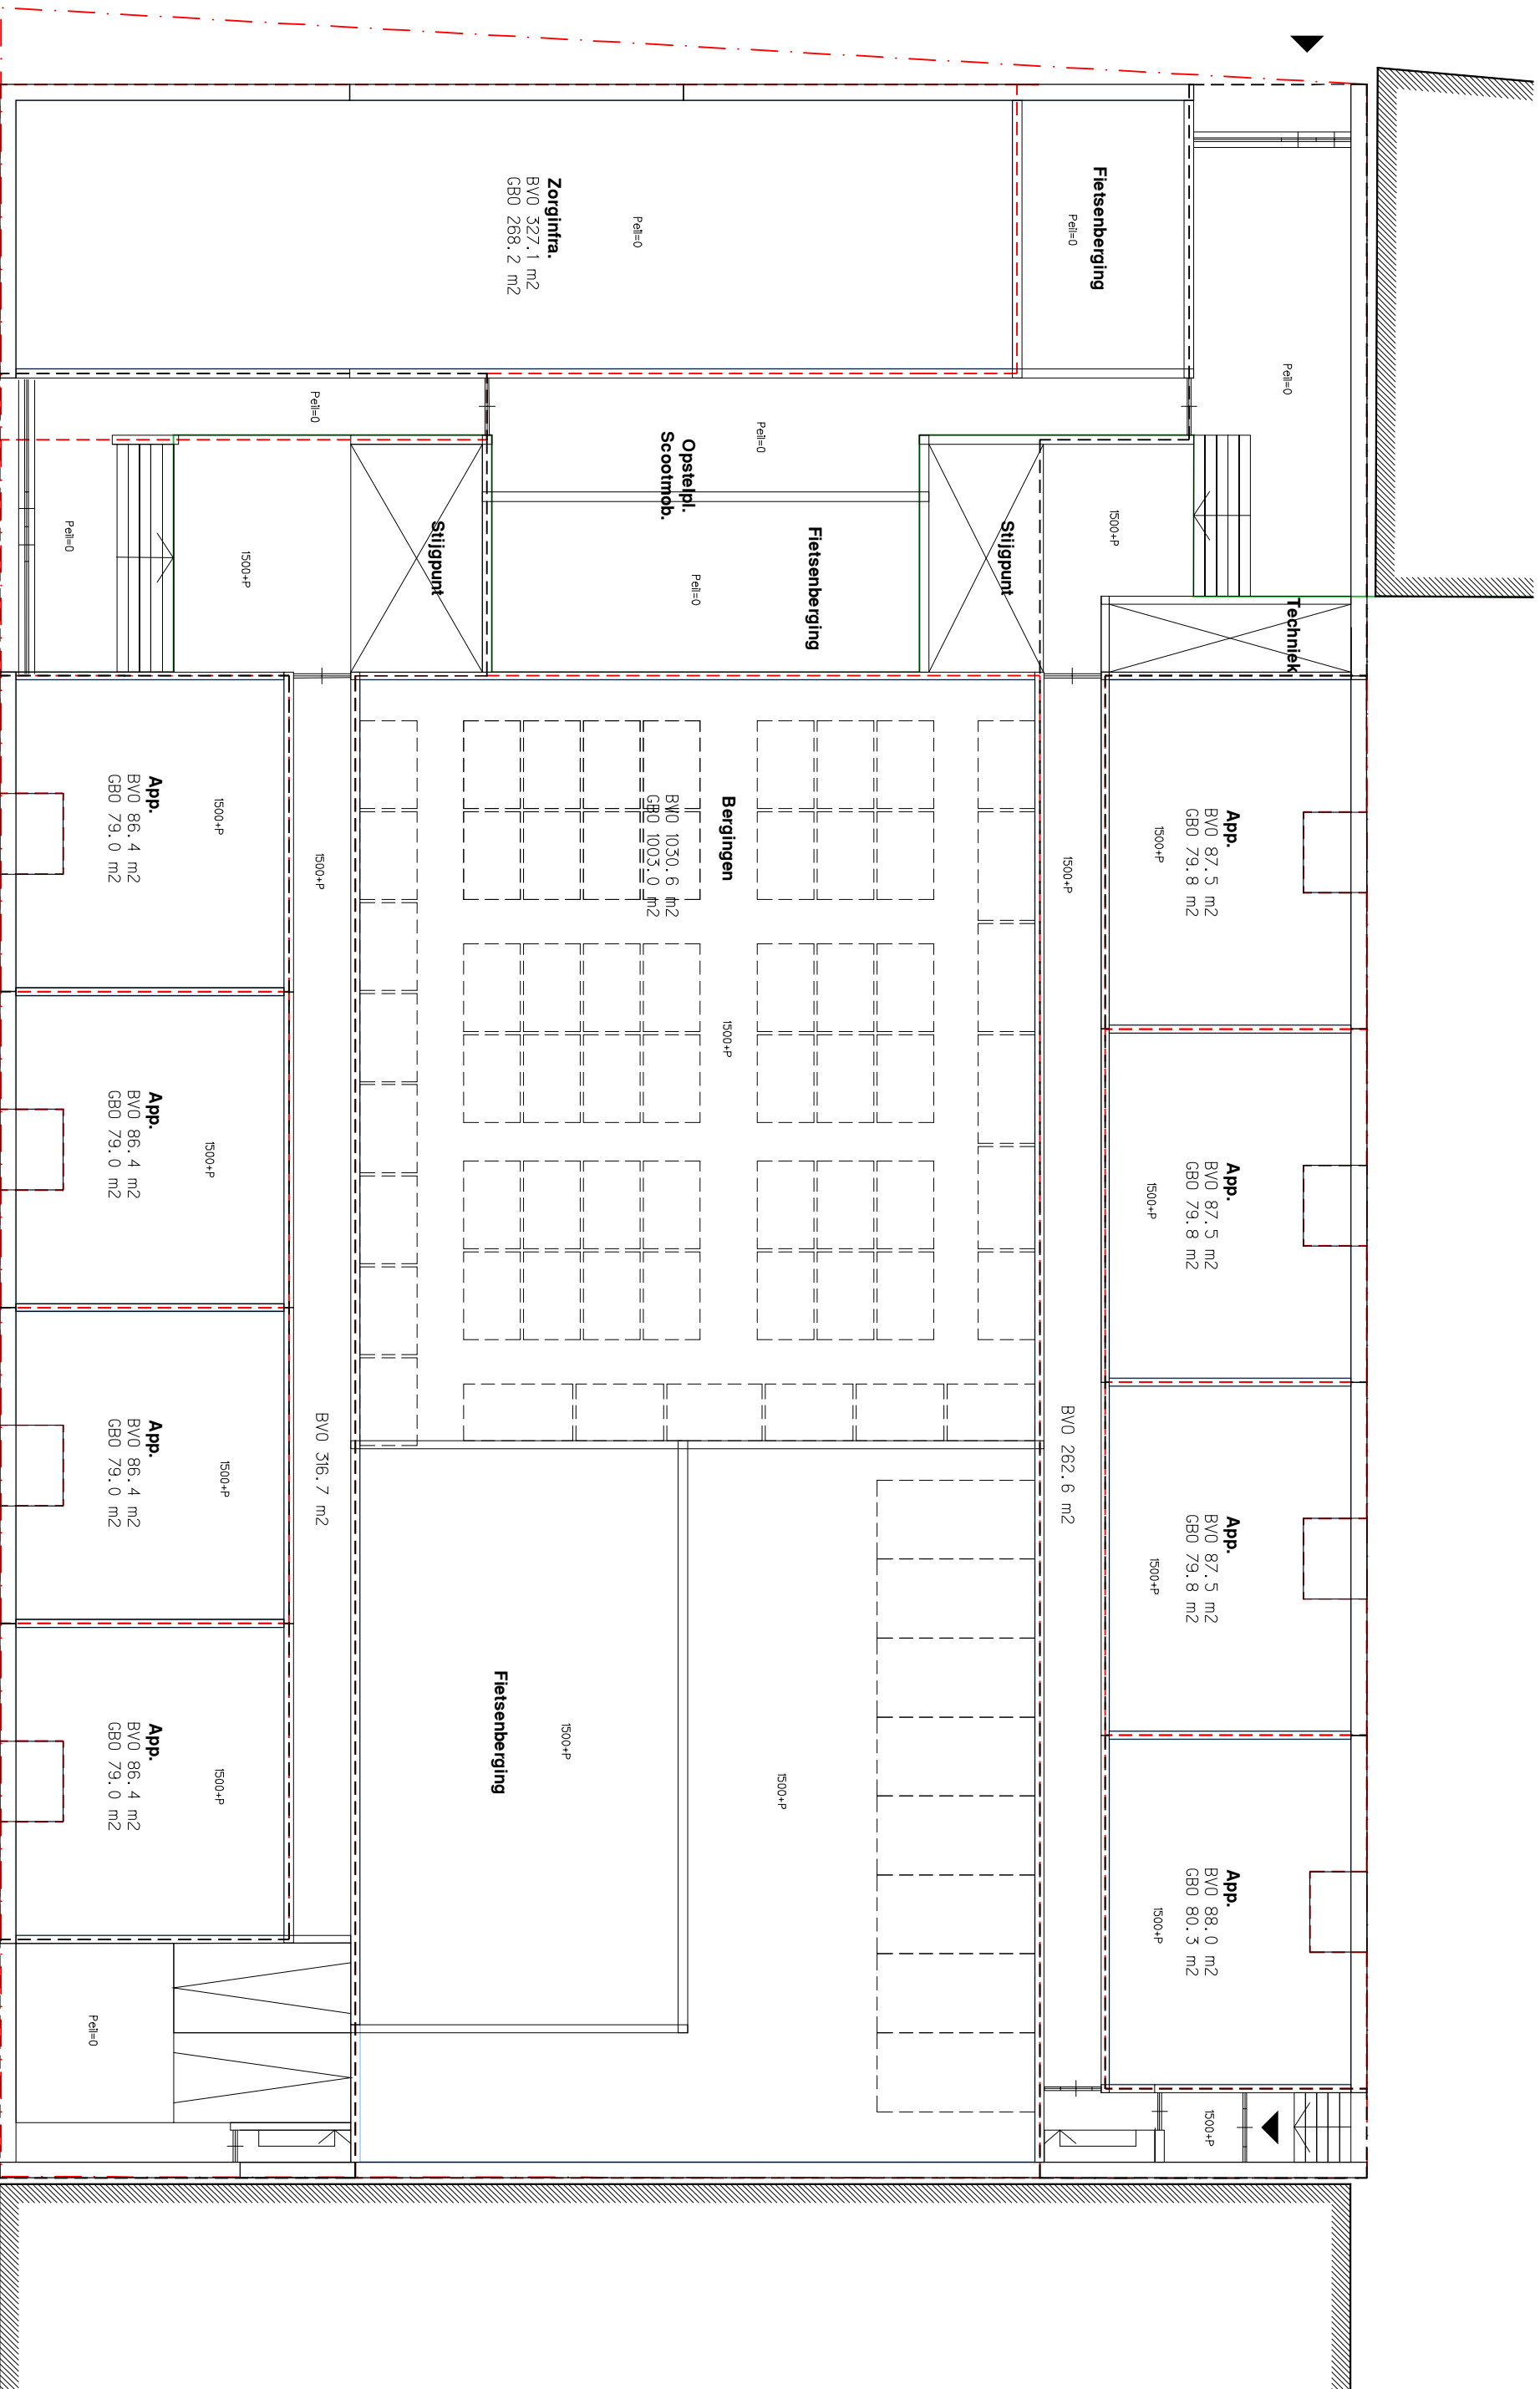 Zorginfra.
BVO 327.1 m2
GBO 268.2 m2
Peil=0
Fietsenberging
Peil=0
Peil=0
Peil=0
Opstelpl.
Scootmob.
Peil=0
Fietsenberging
Peil=0
Stijgpunt
Stijgpunt
1500+P
1500+P
Peil=0
Techniek
App.
BVO 86.4 m2
GBO 79.0 m2
1500+P
1500+P
Bergingen
BVO 1030.6 m2
GBO 1003.0 m2
1500+P
1500+P
App.
BVO 87.5 m2
GBO 79.8 m2
1500+P
App.
BVO 86.4 m2
GBO 79.0 m2
1500+P
App.
BVO 87.5 m2
GBO 79.8 m2
1500+P
App.
BVO 86.4 m2
GBO 79.0 m2
1500+P
BVO 316.7 m2
BVO 262.6 m2
App.
BVO 87.5 m2
GBO 79.8 m2
1500+P
App.
BVO 86.4 m2
GBO 79.0 m2
1500+P
Fietsenberging
1500+P
1500+P
App.
BVO 88.0 m2
GBO 80.3 m2
1500+P
Peil=0
1500+P